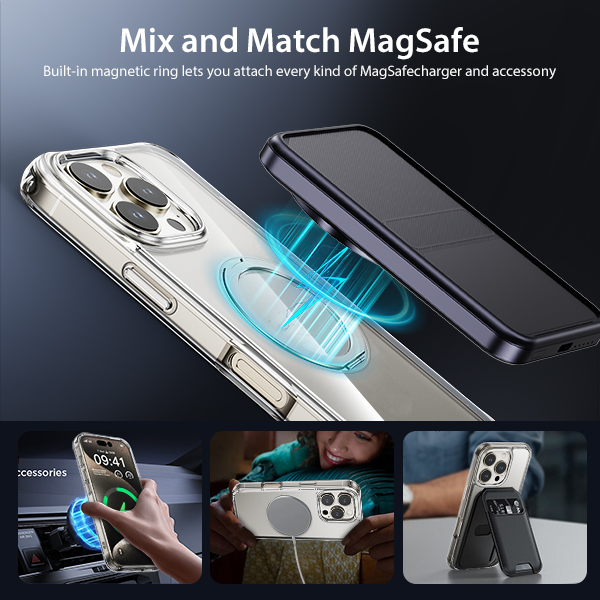 Mix and Match MagSafe
Built-in magnetic ring lets you attach every kind of MagSafecharger and accessony
ccessories
09:41